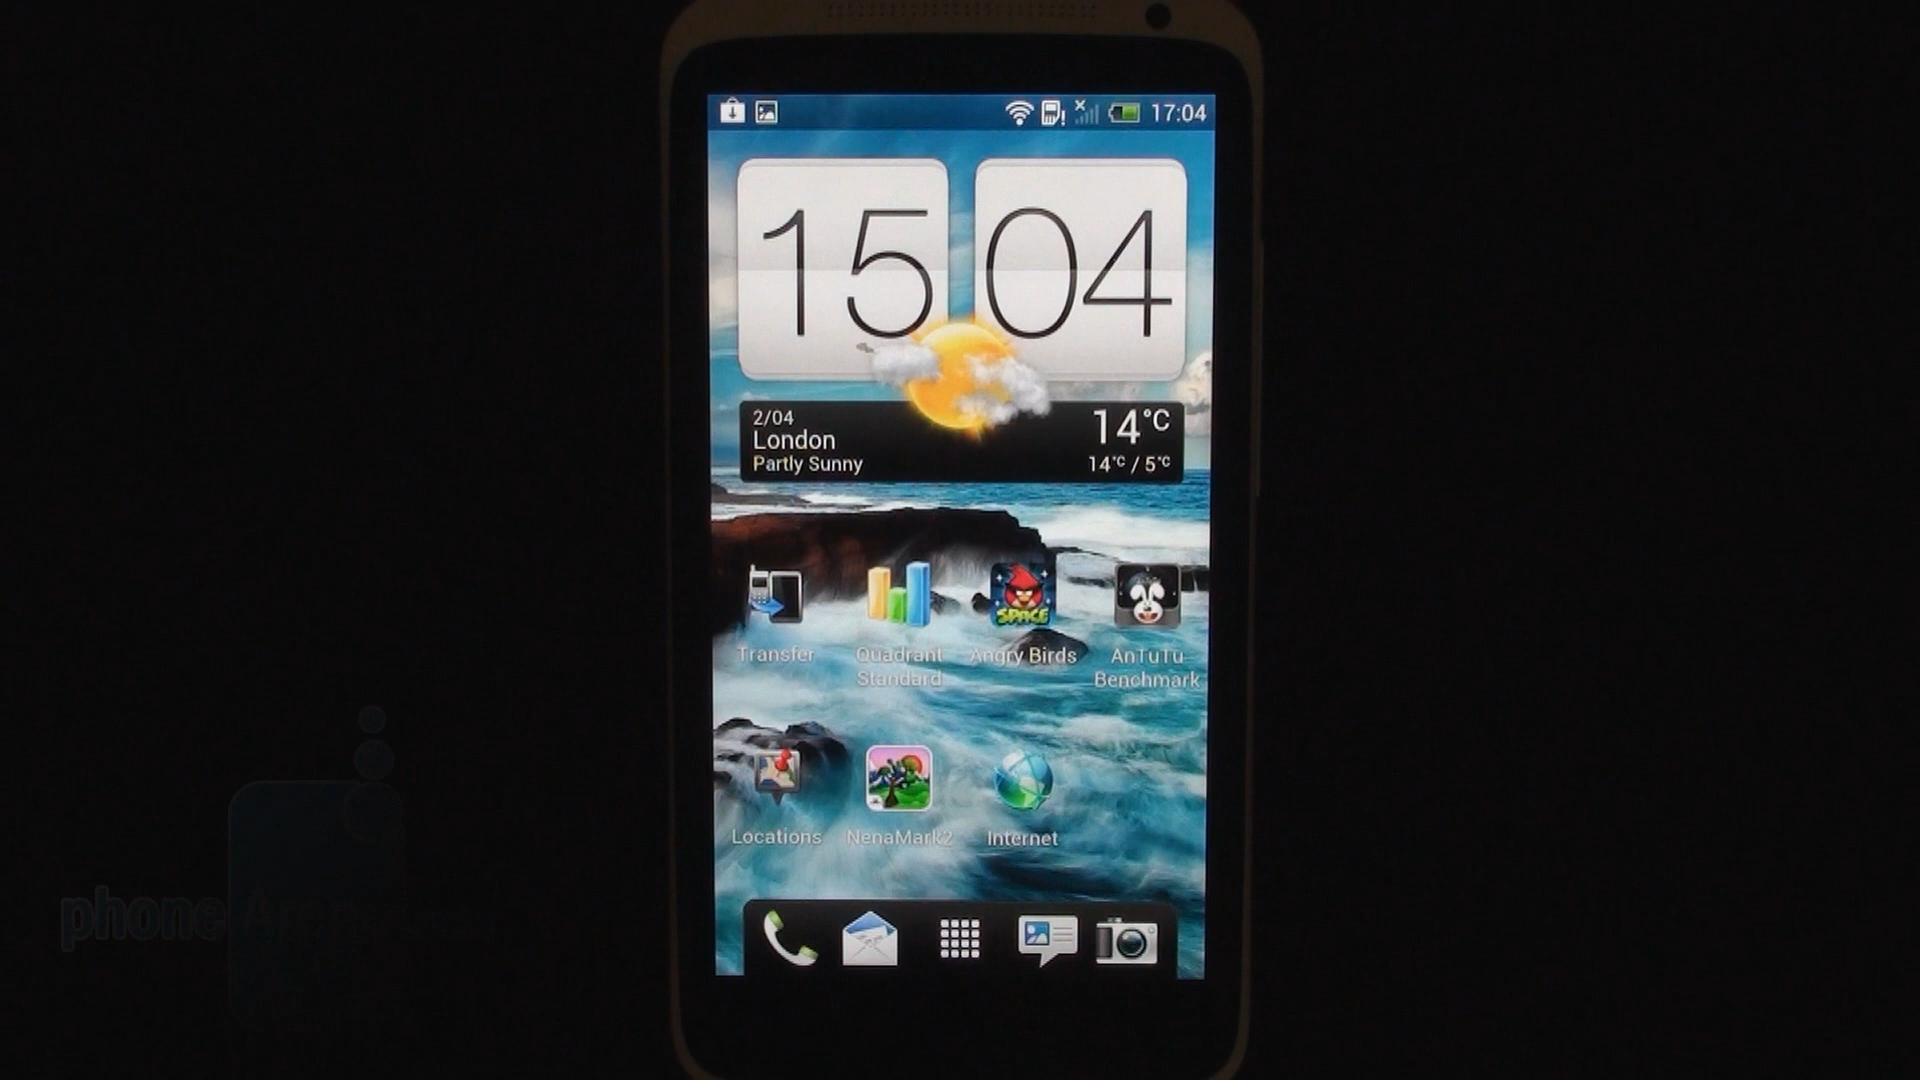 17:04
15 04
2/04
London
Partly Sunny
14°C
14°C / 5°C
SPACE
Transfer
Quadrant Standard
Angry Birds
AnTuTu Benchmark
Locations
NenaMark2
Internet
phoneArena